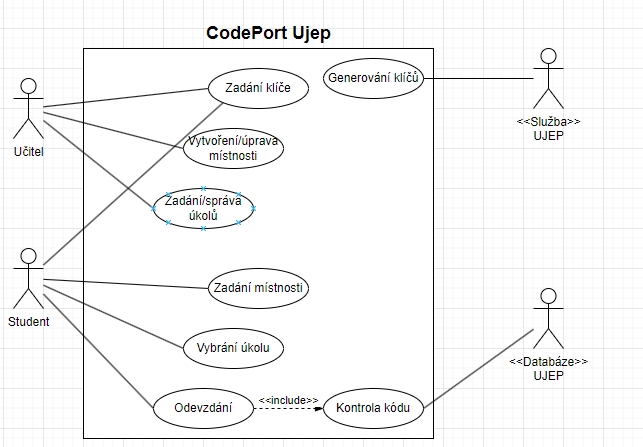 CodePort Ujep
Zadání klíče
Generování klíčů
Učitel
<<Služba>>
UJEP
Vytvoření/úprava
místnosti
Zadání/správa
úkolů
Student
Zadání místnosti
Vybrání úkolu
<<Databáze>>
UJEP
Odevzdání
<<include>>
Kontrola kódu